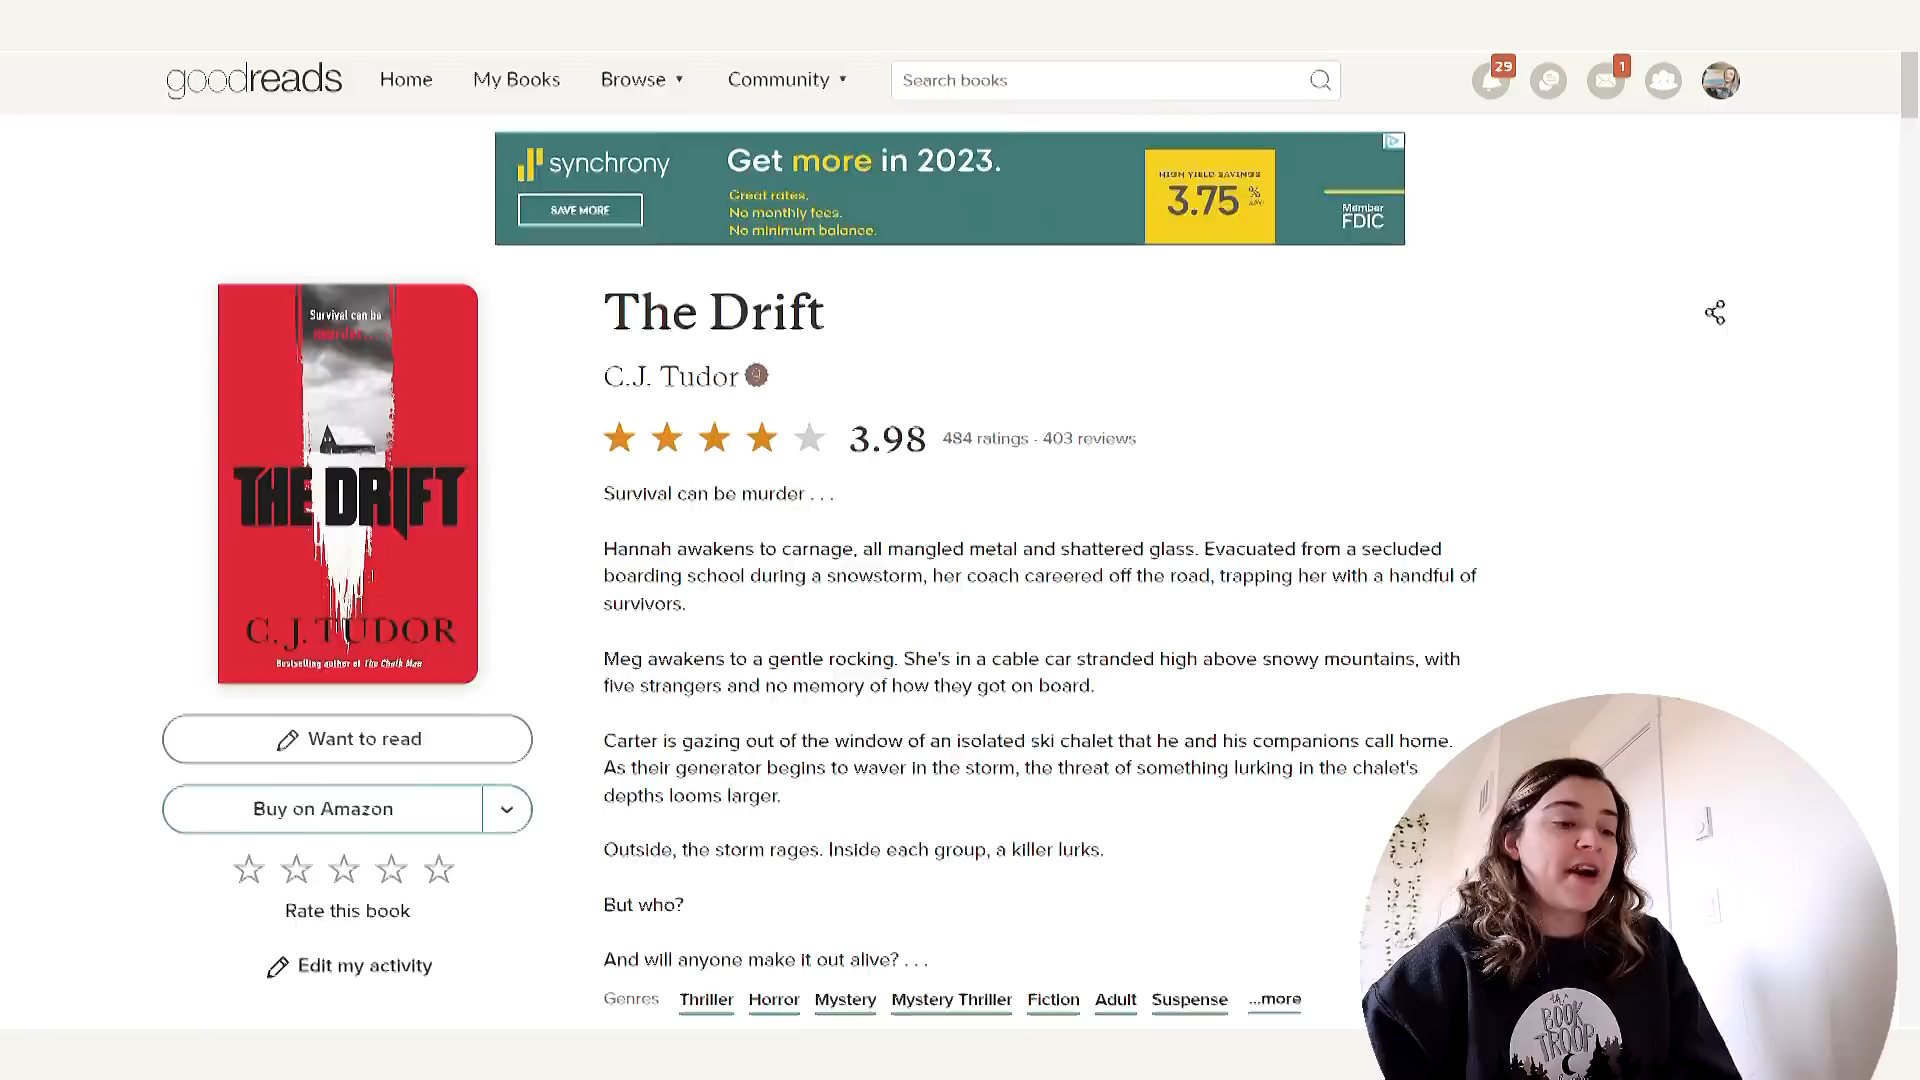 goodreads
Home
My Books
Browse
Community
Search books
29
1
synchrony
SAVE MORE
Get more in 2023.
Great rates.
No monthly fees.
No minimum balance.
HIGH YIELD SAVINGS
3.75 %
Member
FDIC
Survival can be
murder...
THE DRIFT
C. J. TUDOR
Bestselling author of The Chalk Man
Want to read
Buy on Amazon
Rate this book
Edit my activity
The Drift
C.J. Tudor
3.98 484 ratings · 403 reviews
Survival can be murder . . .
Hannah awakens to carnage, all mangled metal and shattered glass. Evacuated from a secluded
boarding school during a snowstorm, her coach careered off the road, trapping her with a handful of
survivors.
Meg awakens to a gentle rocking. She's in a cable car stranded high above snowy mountains, with
five strangers and no memory of how they got on board.
Carter is gazing out of the window of an isolated ski chalet that he and his companions call home.
As their generator begins to waver in the storm, the threat of something lurking in the chalet's
depths looms larger.
Outside, the storm rages. Inside each group, a killer lurks.
But who?
And will anyone make it out alive? . . .
Genres Thriller Horror Mystery Mystery Thriller Fiction Adult Suspense ...more
BOOK
TROOP